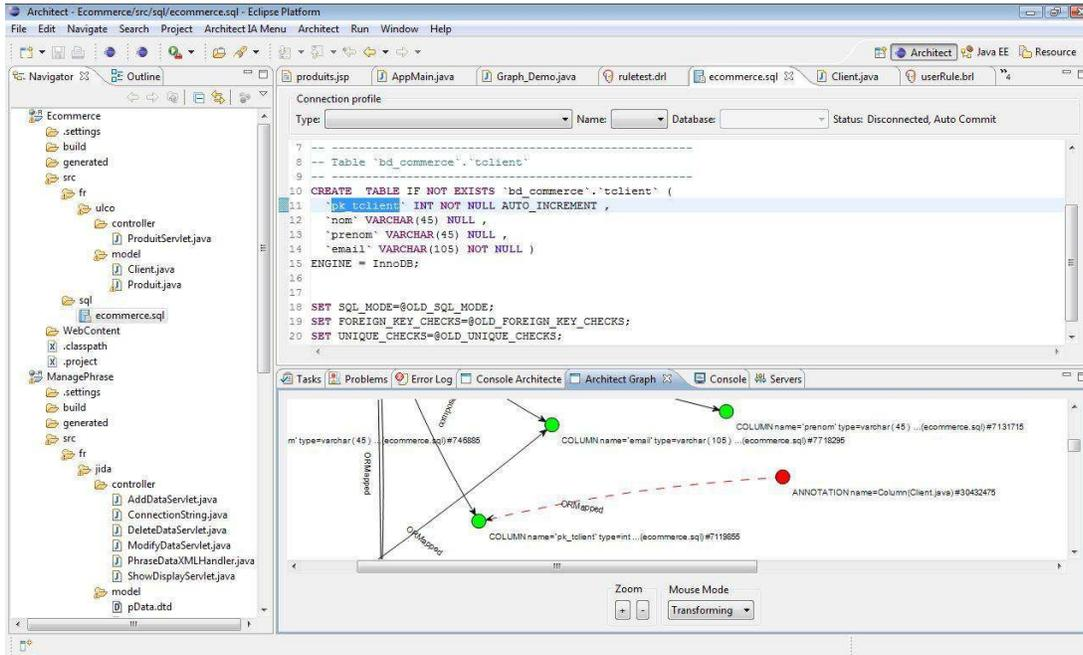 Architect - Ecommerce/src/sql/ecommerce.sql - Eclipse Platform
File Edit Navigate Search Project Architect IA Menu Architect Run Window Help
Architect Java EE Resource
Navigator Outline
produits.jsp AppMain.java Graph_Demo.java ruletest.drl ecommerce.sql Client.java userRule.brl 4
Connection profile
Type: Name: Database: Status: Disconnected, Auto Commit
Ecommerce
.settings
build
generated
src
fr
ulco
controller
ProduitServlet.java
model
Client.java
Produit.java
sql
ecommerce.sql
WebContent
.classpath
.project
ManagePhrase
.settings
build
generated
src
fr
jida
controller
AddDataServlet.java
ConnectionString.java
DeleteDataServlet.java
ModifyDataServlet.java
PhraseDataXMLHandler.java
ShowDisplayServlet.java
model
pData.dtd
7 -- -----------------------------------------------------
8 -- Table `bd_commerce`.`tclient`
9 -- -----------------------------------------------------
10 CREATE  TABLE IF NOT EXISTS `bd_commerce`.`tclient` (
11 `pk_tclient` INT NOT NULL AUTO_INCREMENT ,
12 `nom` VARCHAR(45) NULL ,
13 `prenom` VARCHAR(45) NULL ,
14 `email` VARCHAR(105) NOT NULL )
15 ENGINE = InnoDB;
16
17
18 SET SQL_MODE=@OLD_SQL_MODE;
19 SET FOREIGN_KEY_CHECKS=@OLD_FOREIGN_KEY_CHECKS;
20 SET UNIQUE_CHECKS=@OLD_UNIQUE_CHECKS;
Tasks Problems Error Log Console Architecte Architect Graph Console Servers
COLUMN name='prenom' type=varchar ( 45 ) ...(ecommerce.sql)#7131715
m' type=varchar ( 45 ) ...(ecommerce.sql)#746885
COLUMN name='email' type=varchar ( 105 ) ...(ecommerce.sql)#7718295
ORMapped
ANNOTATION name=Column(Client.java)#30432475
ORMapped
COLUMN name='pk_tclient' type=int ...(ecommerce.sql)#7119855
ORMapped
Zoom Mouse Mode
+ - Transforming